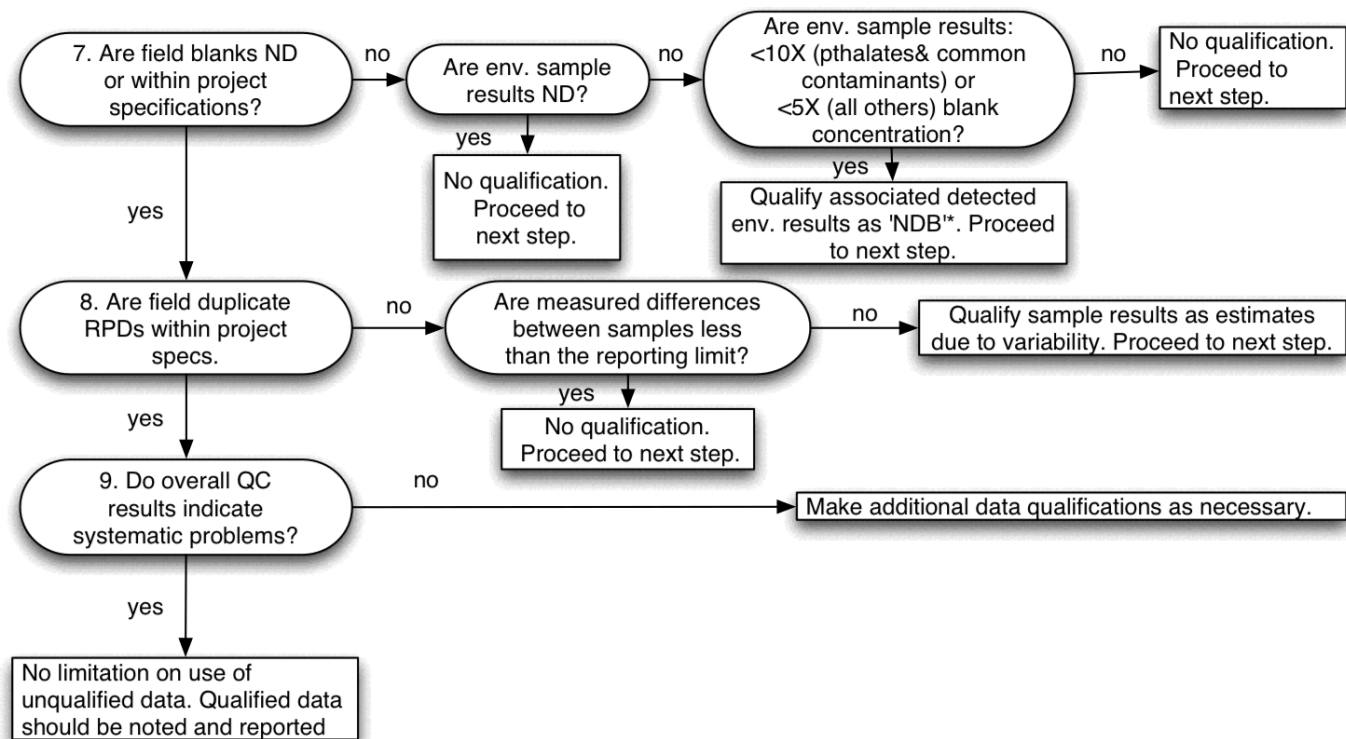 7. Are field blanks ND
or within project
specifications?
no
Are env. sample
results ND?
no
Are env. sample results:
<10X (pthalates& common
contaminants) or
<5X (all others) blank
concentration?
no
No qualification.
Proceed to
next step.
yes
No qualification.
Proceed to
next step.
yes
Qualify associated detected
env. results as 'NDB'*. Proceed
to next step.
yes
8. Are field duplicate
RPDs within project
specs.
no
Are measured differences
between samples less
than the reporting limit?
no
Qualify sample results as estimates
due to variability. Proceed to next step.
yes
No qualification.
Proceed to next step.
yes
9. Do overall QC
results indicate
systematic problems?
no
Make additional data qualifications as necessary.
yes
No limitation on use of
unqualified data. Qualified data
should be noted and reported